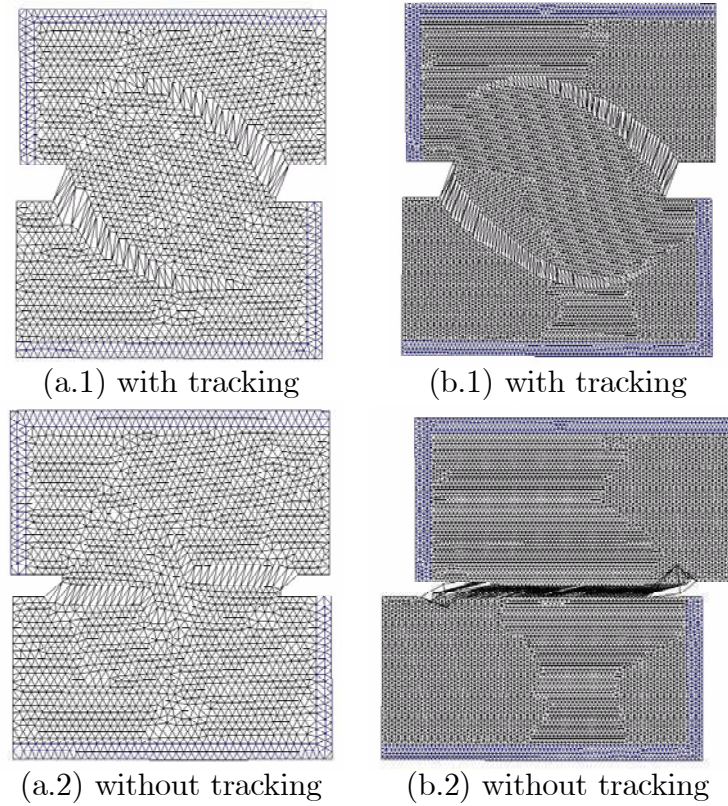 (a.1) with tracking
(b.1) with tracking
(a.2) without tracking
(b.2) without tracking